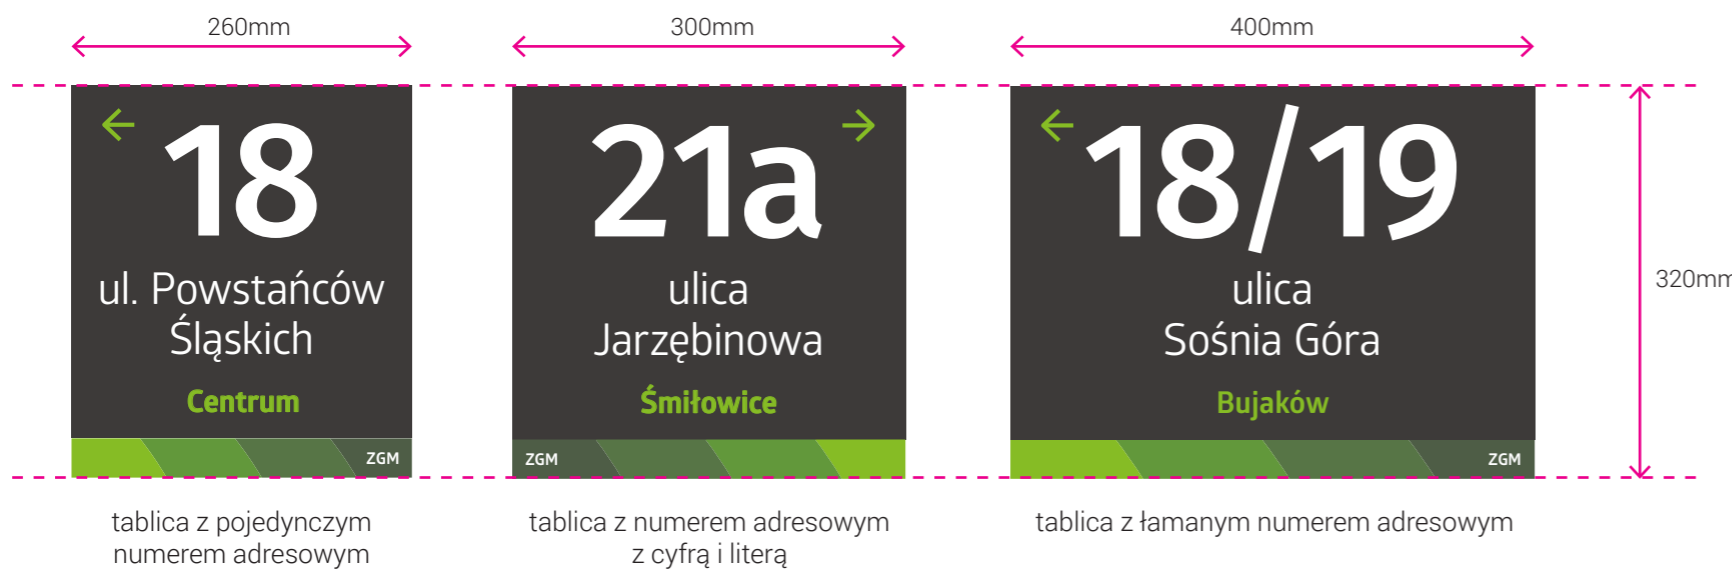 260mm
300mm
400mm
18
ul. Powstańców
Śląskich
Centrum
ZGM
21a
ulica
Jarzębinowa
Śmiłowice
ZGM
18/19
ulica
Sośnia Góra
Bujaków
ZGM
320mm
tablica z pojedynczym
numerem adresowym
tablica z numerem adresowym
z cyfrą i literą
tablica z łamanym numerem adresowym